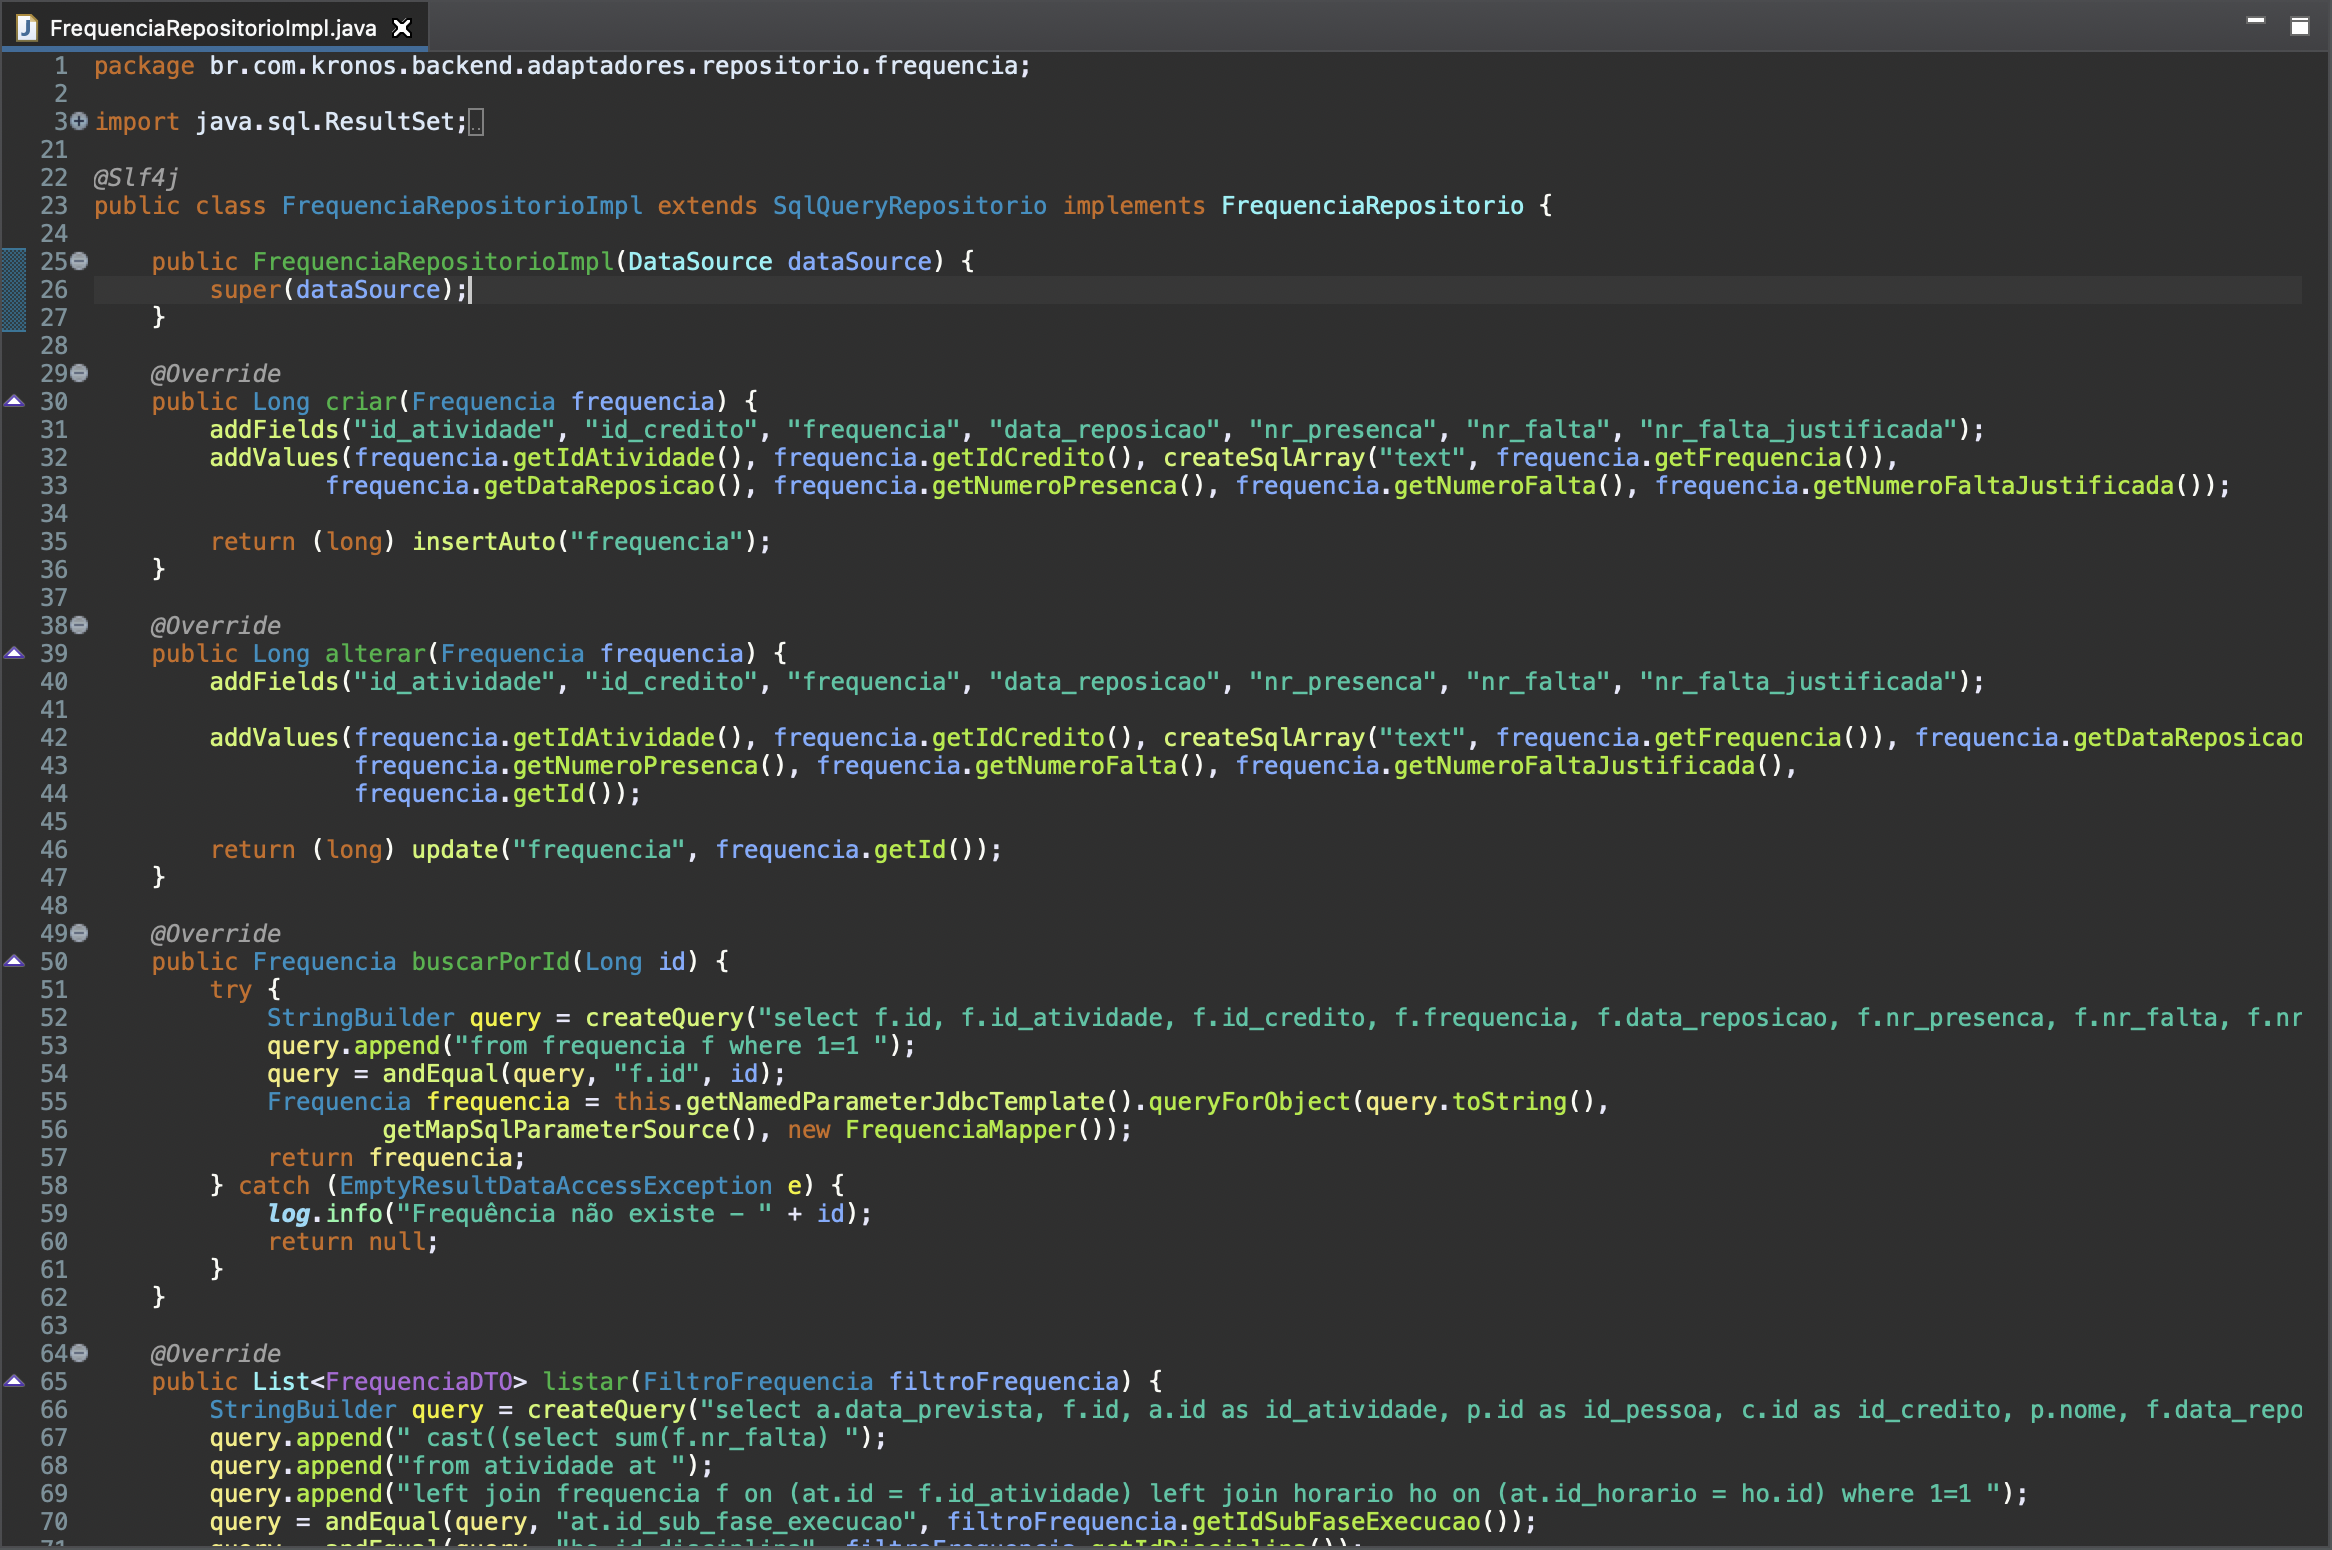 FrequenciaRepositorioImpl.java
1 package br.com.kronos.backend.adaptadores.repositorio.frequencia;
2
3 import java.sql.ResultSet;
21
22 @Slf4j
23 public class FrequenciaRepositorioImpl extends SqlQueryRepositorio implements FrequenciaRepositorio {
24
25 public FrequenciaRepositorioImpl(DataSource dataSource) {
26 super(dataSource);
27 }
28
29 @Override
30 public Long criar(Frequencia frequencia) {
31 addFields("id_atividade", "id_credito", "frequencia", "data_reposicao", "nr_presenca", "nr_falta", "nr_falta_justificada");
32 addValues(frequencia.getIdAtividade(), frequencia.getIdCredito(), createSqlArray("text", frequencia.getFrequencia()),
33 frequencia.getDataReposicao(), frequencia.getNumeroPresenca(), frequencia.getNumeroFalta(), frequencia.getNumeroFaltaJustificada());
34
35 return (long) insertAuto("frequencia");
36 }
37
38 @Override
39 public Long alterar(Frequencia frequencia) {
40 addFields("id_atividade", "id_credito", "frequencia", "data_reposicao", "nr_presenca", "nr_falta", "nr_falta_justificada");
41
42 addValues(frequencia.getIdAtividade(), frequencia.getIdCredito(), createSqlArray("text", frequencia.getFrequencia()), frequencia.getDataReposicao
43 frequencia.getNumeroPresenca(), frequencia.getNumeroFalta(), frequencia.getNumeroFaltaJustificada(),
44 frequencia.getId());
45
46 return (long) update("frequencia", frequencia.getId());
47 }
48
49 @Override
50 public Frequencia buscarPorId(Long id) {
51 try {
52 StringBuilder query = createQuery("select f.id, f.id_atividade, f.id_credito, f.frequencia, f.data_reposicao, f.nr_presenca, f.nr_falta, f.nr
53 query.append("from frequencia f where 1=1 ");
54 query = andEqual(query, "f.id", id);
55 Frequencia frequencia = this.getNamedParameterJdbcTemplate().queryForObject(query.toString(),
56 getMapSqlParameterSource(), new FrequenciaMapper());
57 return frequencia;
58 } catch (EmptyResultDataAccessException e) {
59 log.info("Frequência não existe – " + id);
60 return null;
61 }
62 }
63
64 @Override
65 public List<FrequenciaDTO> listar(FiltroFrequencia filtroFrequencia) {
66 StringBuilder query = createQuery("select a.data_prevista, f.id, a.id as id_atividade, p.id as id_pessoa, c.id as id_credito, p.nome, f.data_repo
67 query.append(" cast((select sum(f.nr_falta) ");
68 query.append("from atividade at ");
69 query.append("left join frequencia f on (at.id = f.id_atividade) left join horario ho on (at.id_horario = ho.id) where 1=1 ");
70 query = andEqual(query, "at.id_sub_fase_execucao", filtroFrequencia.getIdSubFaseExecucao());
71 query = andEqual(query, "ho.id_disciplina", filtroFrequencia.getIdDisciplina());